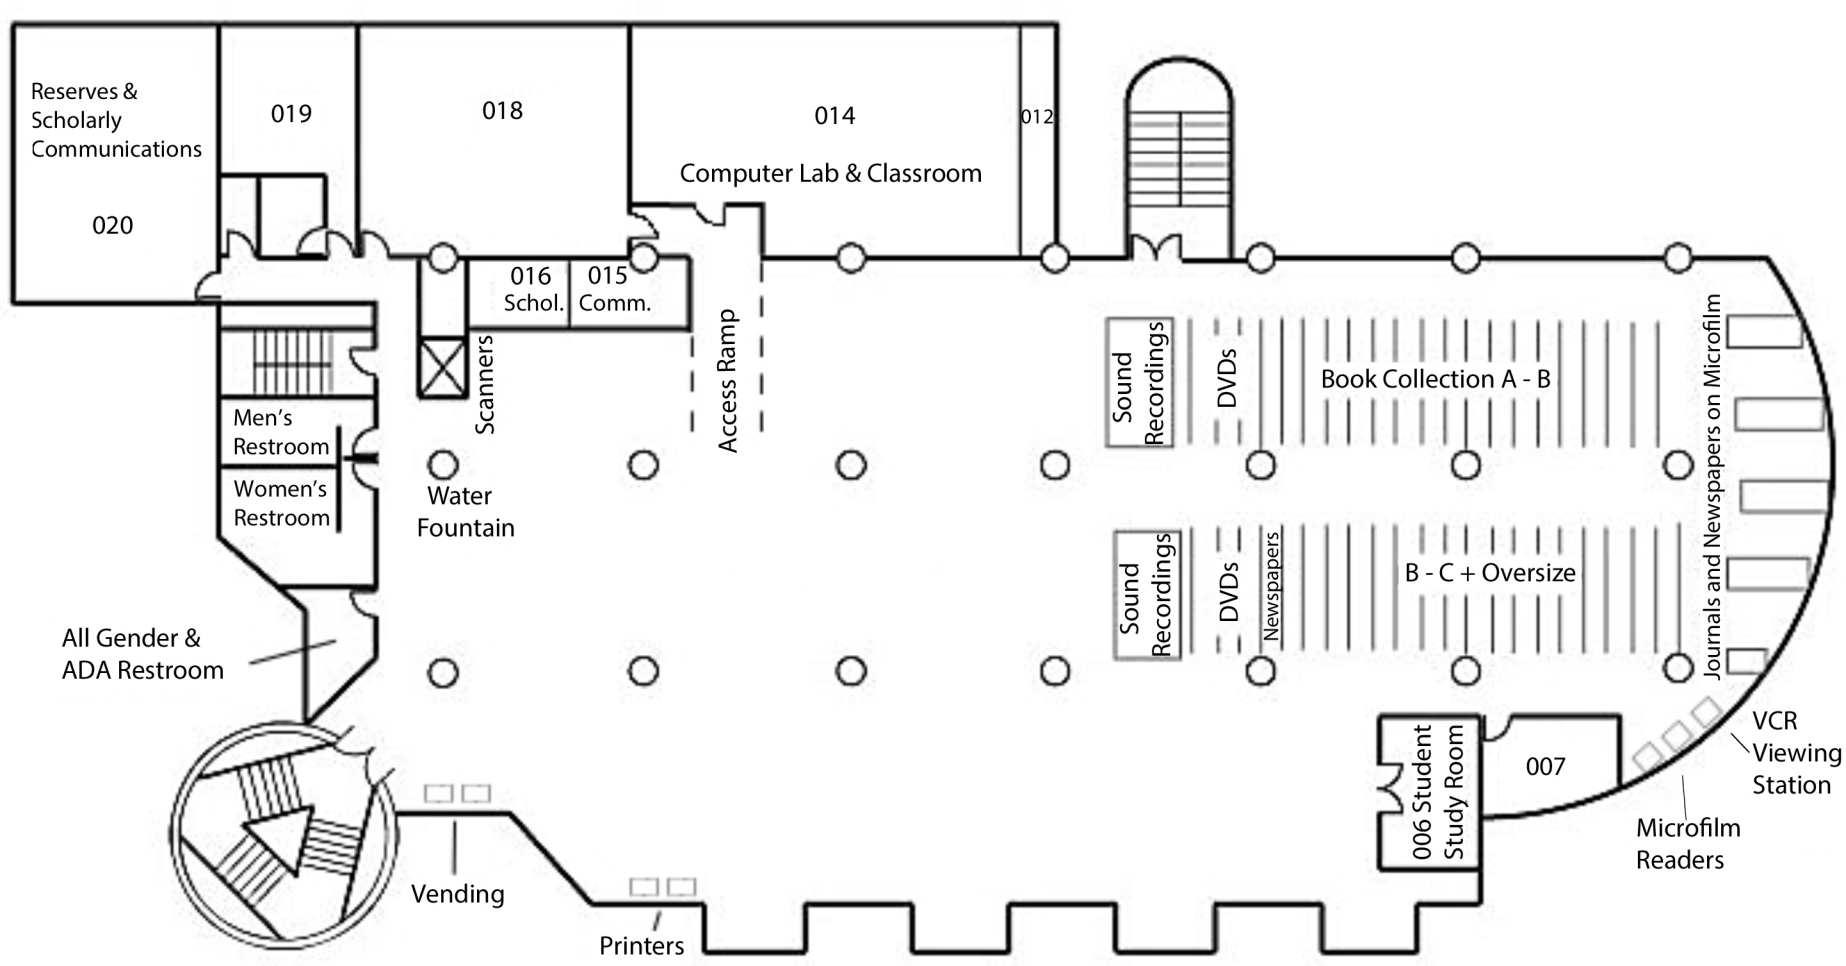 Reserves &
Scholarly
Communications
020
019
018
014
Computer Lab & Classroom
012
016
Schol.
015
Comm.
Scanners
Access Ramp
Men's
Restroom
Women's
Restroom
Water
Fountain
All Gender &
ADA Restroom
Sound
Recordings
DVDs
Book Collection A - B
Journals and Newspapers on Microfilm
Sound
Recordings
DVDs
Newspapers
B - C + Oversize
006 Student
Study Room
007
VCR
Viewing
Station
Microfilm
Readers
Vending
Printers